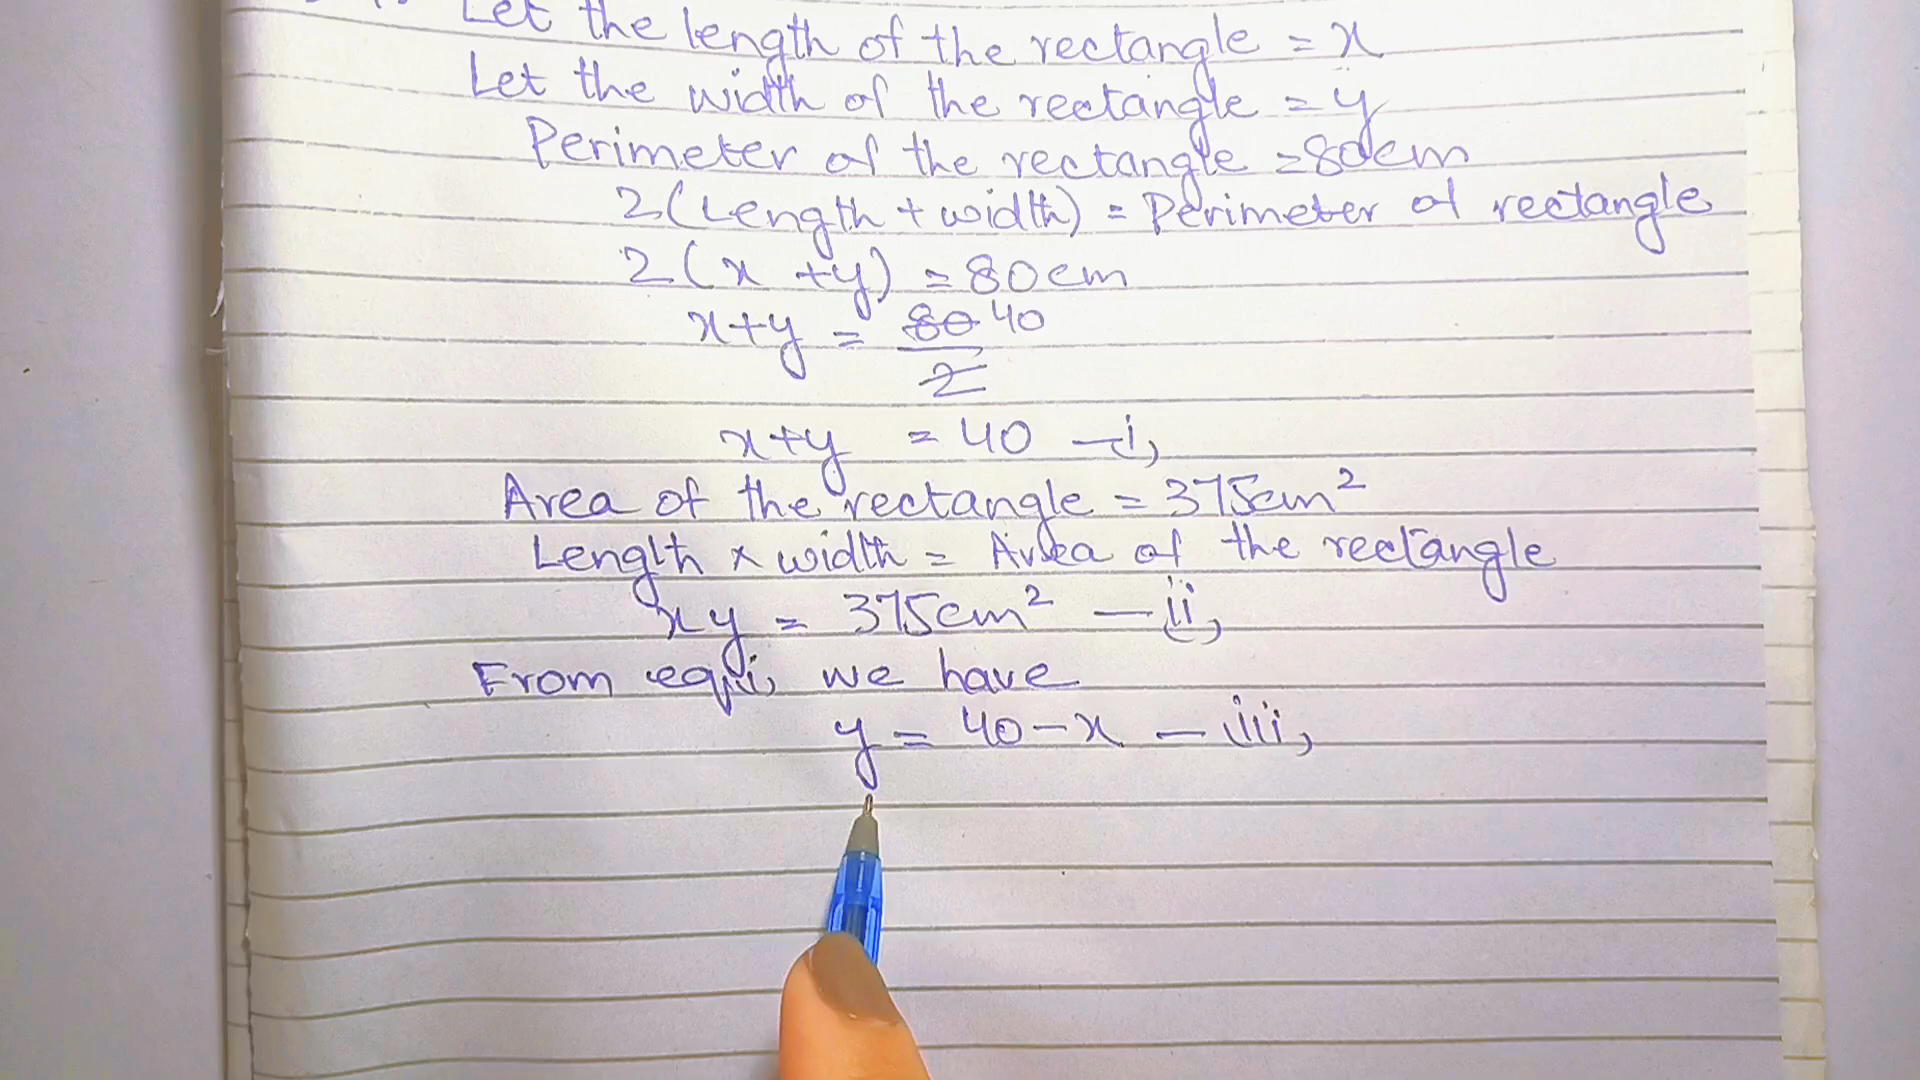 Let the length of the rectangle = x
Let the width of the rectangle = y
Perimeter of the rectangle = 80cm
2(Length + width) = Perimeter of rectangle
2(x + y) = 80cm
x+y = 80 40
2
x+y = 40 — i,
Area of the rectangle = 375cm²
Length x width = Area of the rectangle
xy = 375cm² — ii,
From eq, i, we have
y = 40 - x — iii,